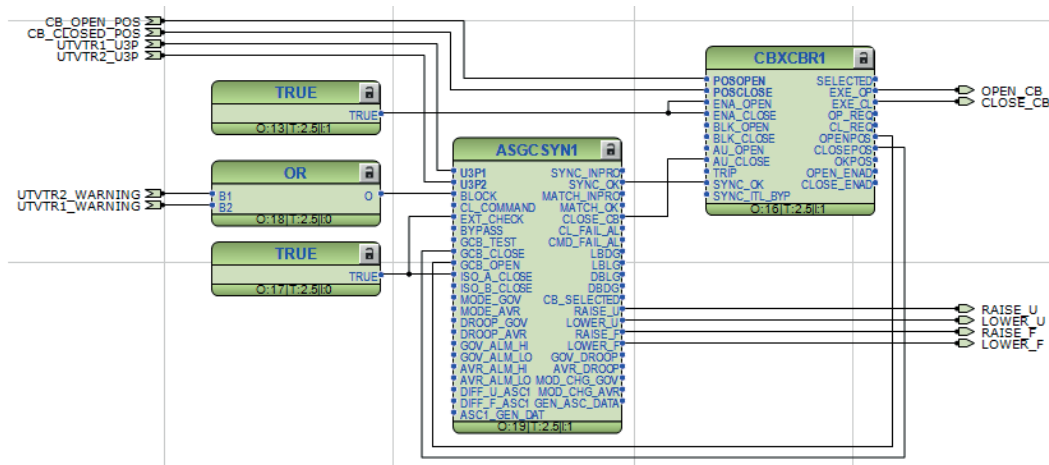 CB_OPEN_POS
CB_CLOSED_POS
UTVTR1_U3P
UTVTR2_U3P
TRUE
TRUE
O:13|T:2.5|I:1
OR
UTVTR2_WARNING
UTVTR1_WARNING
B1 O
B2
O:18|T:2.5|I:0
TRUE
TRUE
O:17|T:2.5|I:0
ASGCSYN1
U3P1 SYNC_INPRO
U3P2 SYNC_OK
BLOCK MATCH_INPRO
CL_COMMAND MATCH_OK
EXT_CHECK CLOSE_CB
BYPASS CL_FAIL_AL
GCB_TEST CMD_FAIL_AL
GCB_CLOSE LBDG
GCB_OPEN LBLG
ISO_A_CLOSE DBLG
ISO_B_CLOSE DBDG
MODE_GOV CB_SELECTED
MODE_AVR RAISE_U
DROOP_GOV LOWER_U
DROOP_AVR RAISE_F
GOV_ALM_HI LOWER_F
GOV_ALM_LO GOV_DROOP
AVR_ALM_HI AVR_DROOP
AVR_ALM_LO MOD_CHG_GOV
DIFF_U_ASC1 MOD_CHG_AVR
DIFF_F_ASC1 GEN_ASC_DATA
ASC1_GEN_DAT
O:19|T:2.5|I:1
CBXCBR1
POSOPEN SELECTED
POSCLOSE EXE_OP
ENA_OPEN EXE_CL
ENA_CLOSE OP_REQ
BLK_OPEN CL_REQ
BLK_CLOSE OPENPOS
AU_OPEN CLOSEPOS
AU_CLOSE OKPOS
TRIP OPEN_ENAD
SYNC_OK CLOSE_ENAD
SYNC_ITL_BYP
O:16|T:2.5|I:1
OPEN_CB
CLOSE_CB
RAISE_U
LOWER_U
RAISE_F
LOWER_F